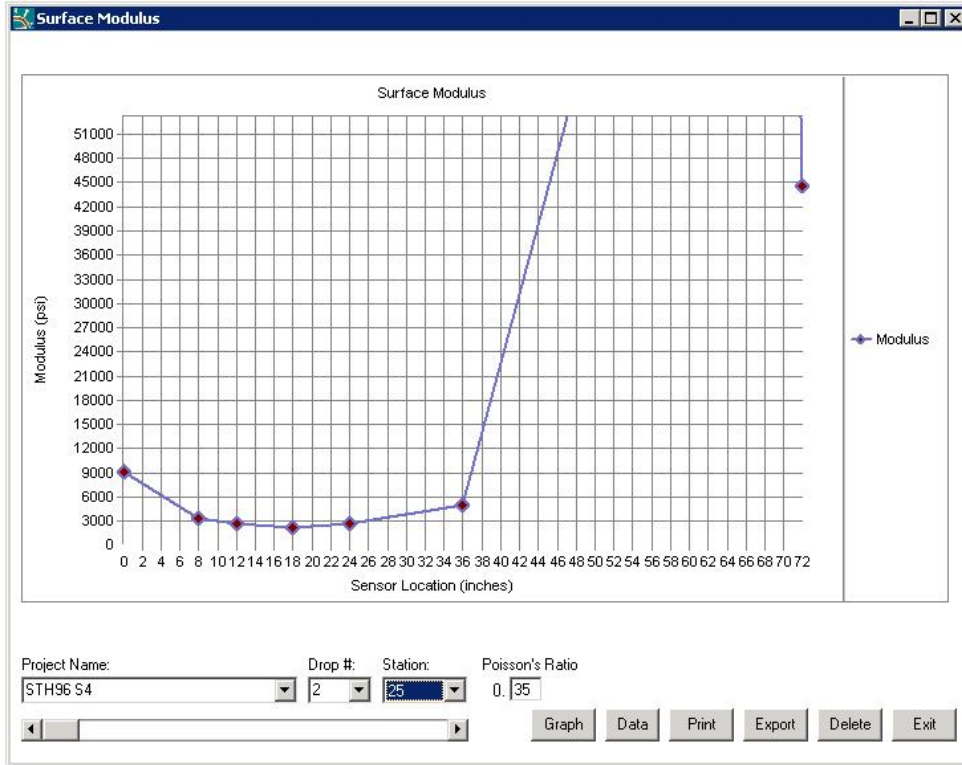 Surface Modulus
Surface Modulus
51000
48000
45000
42000
39000
36000
33000
30000
27000
24000
21000
18000
15000
12000
9000
6000
3000
0
Modulus (psi)
0 2 4 6 8 10 12 14 16 18 20 22 24 26 28 30 32 34 36 38 40 42 44 46 48 50 52 54 56 58 60 62 64 66 68 70 72
Sensor Location (inches)
Modulus
Project Name: Drop #: Station: Poisson's Ratio
STH96 S4 2 25 0. 35
Graph Data Print Export Delete Exit